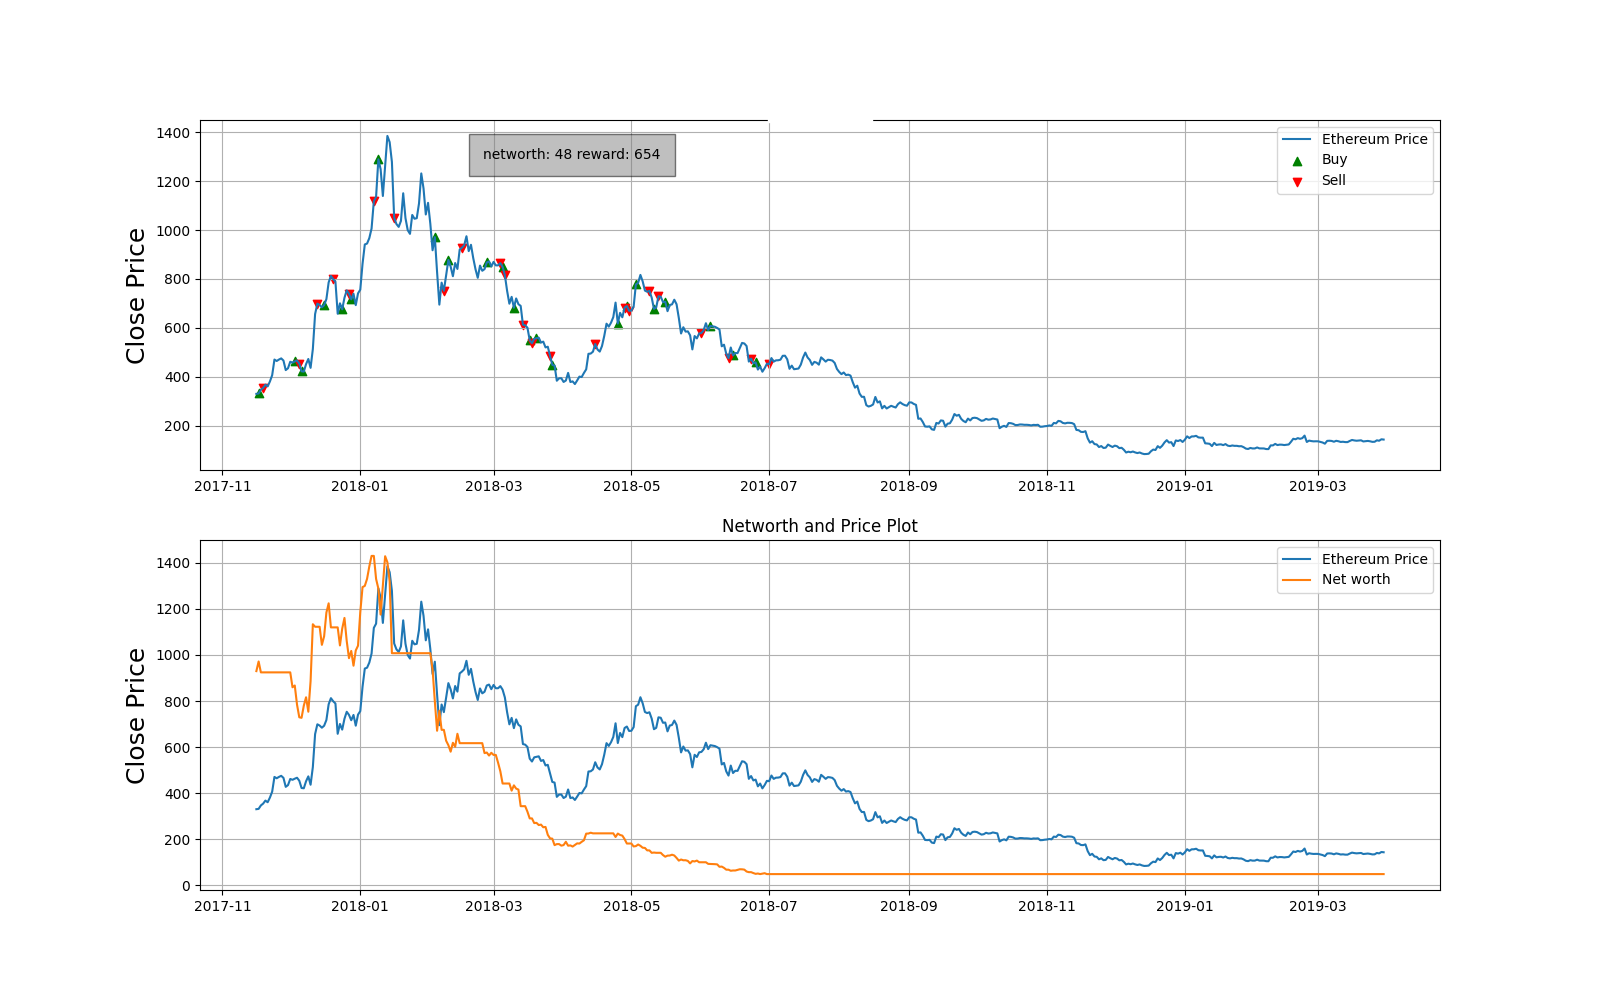 1400
1200
1000
800
600
400
200
Close Price
networth: 48 reward: 654
Ethereum Price
Buy
Sell
2017-11 2018-01 2018-03 2018-05 2018-07 2018-09 2018-11 2019-01 2019-03
Networth and Price Plot
1400
1200
1000
800
600
400
200
0
Close Price
Ethereum Price
Net worth
2017-11 2018-01 2018-03 2018-05 2018-07 2018-09 2018-11 2019-01 2019-03